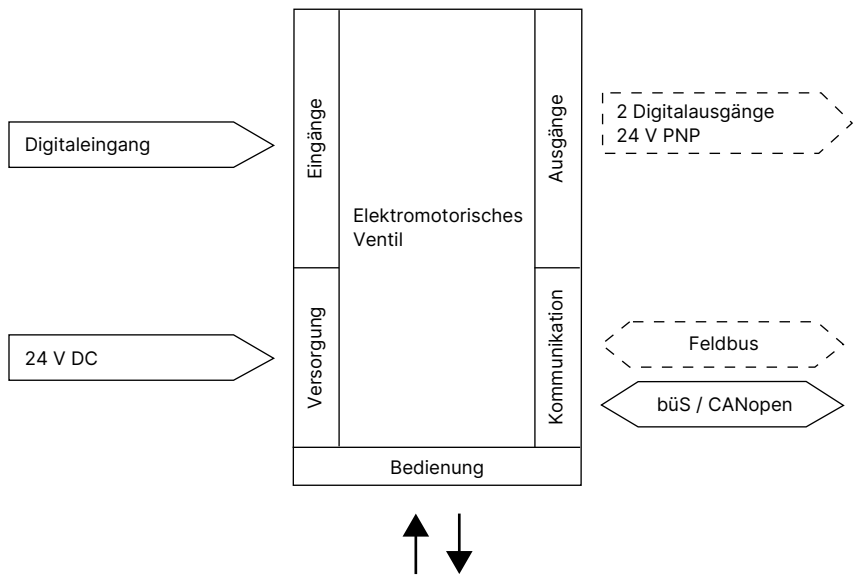 Digitaleingang
Eingänge
Elektromotorisches
Ventil
Ausgänge
2 Digitalausgänge
24 V PNP
24 V DC
Versorgung
Kommunikation
Feldbus
büS / CANopen
Bedienung